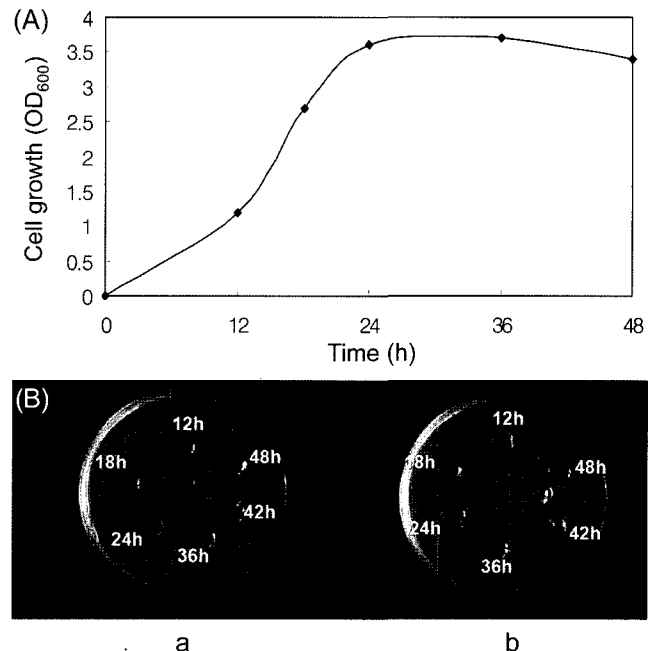 (A)
Cell growth (OD600)
4
3.5
3
2.5
2
1.5
1
0.5
0
0
12
24
36
48
Time (h)
(B)
12h
18h
48h
24h
42h
36h
12h
18h
48h
24h
42h
36h
a
b